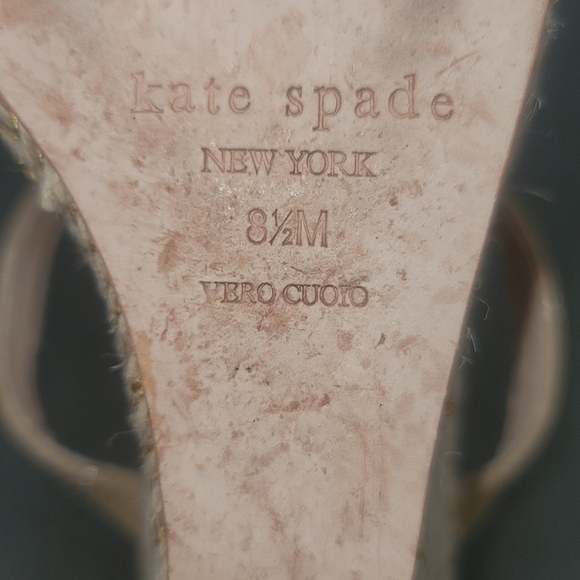 kate spade
NEW YORK
8½M
VERO CUOIO